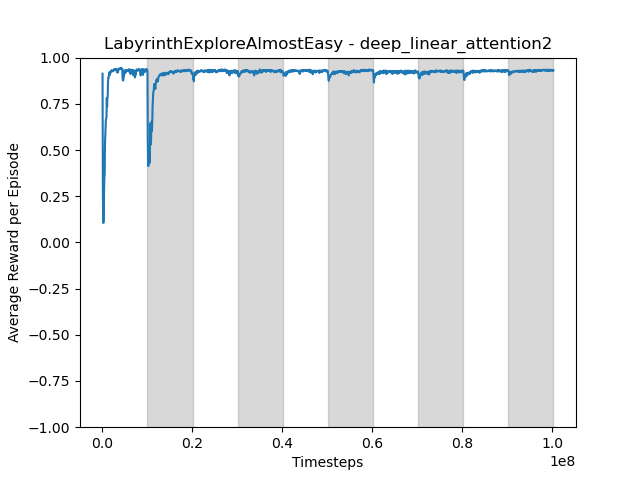 LabyrinthExploreAlmostEasy - deep_linear_attention2
1.00
0.75
0.50
0.25
0.00
−0.25
−0.50
−0.75
−1.00
Average Reward per Episode
0.0 0.2 0.4 0.6 0.8 1.0
1e8
Timesteps